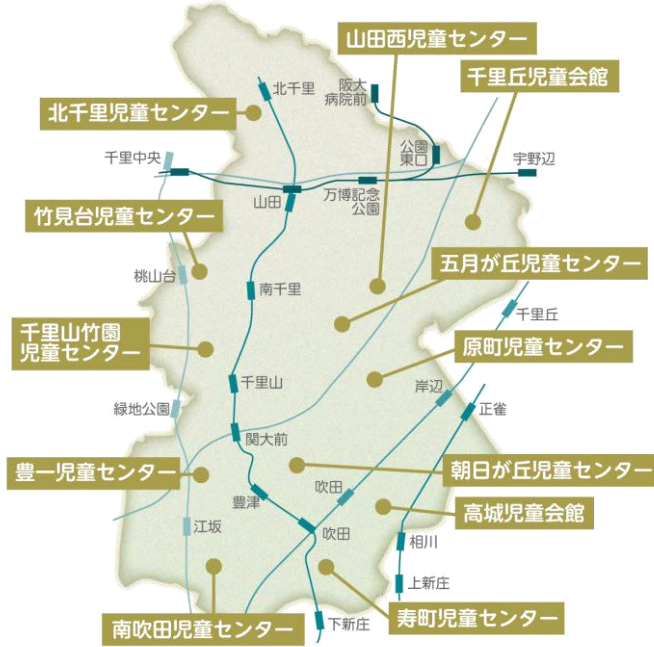 山田西児童センター
千里丘児童会館
北千里
阪大
病院前
北千里児童センター
公園
東口
千里中央
宇野辺
山田
万博記念
公園
竹見台児童センター
五月が丘児童センター
桃山台
南千里
千里丘
千里山竹園
児童センター
原町児童センター
千里山
岸辺
正雀
緑地公園
関大前
豊一児童センター
朝日が丘児童センター
吹田
豊津
高城児童会館
江坂
吹田
相川
上新庄
南吹田児童センター
下新庄
寿町児童センター